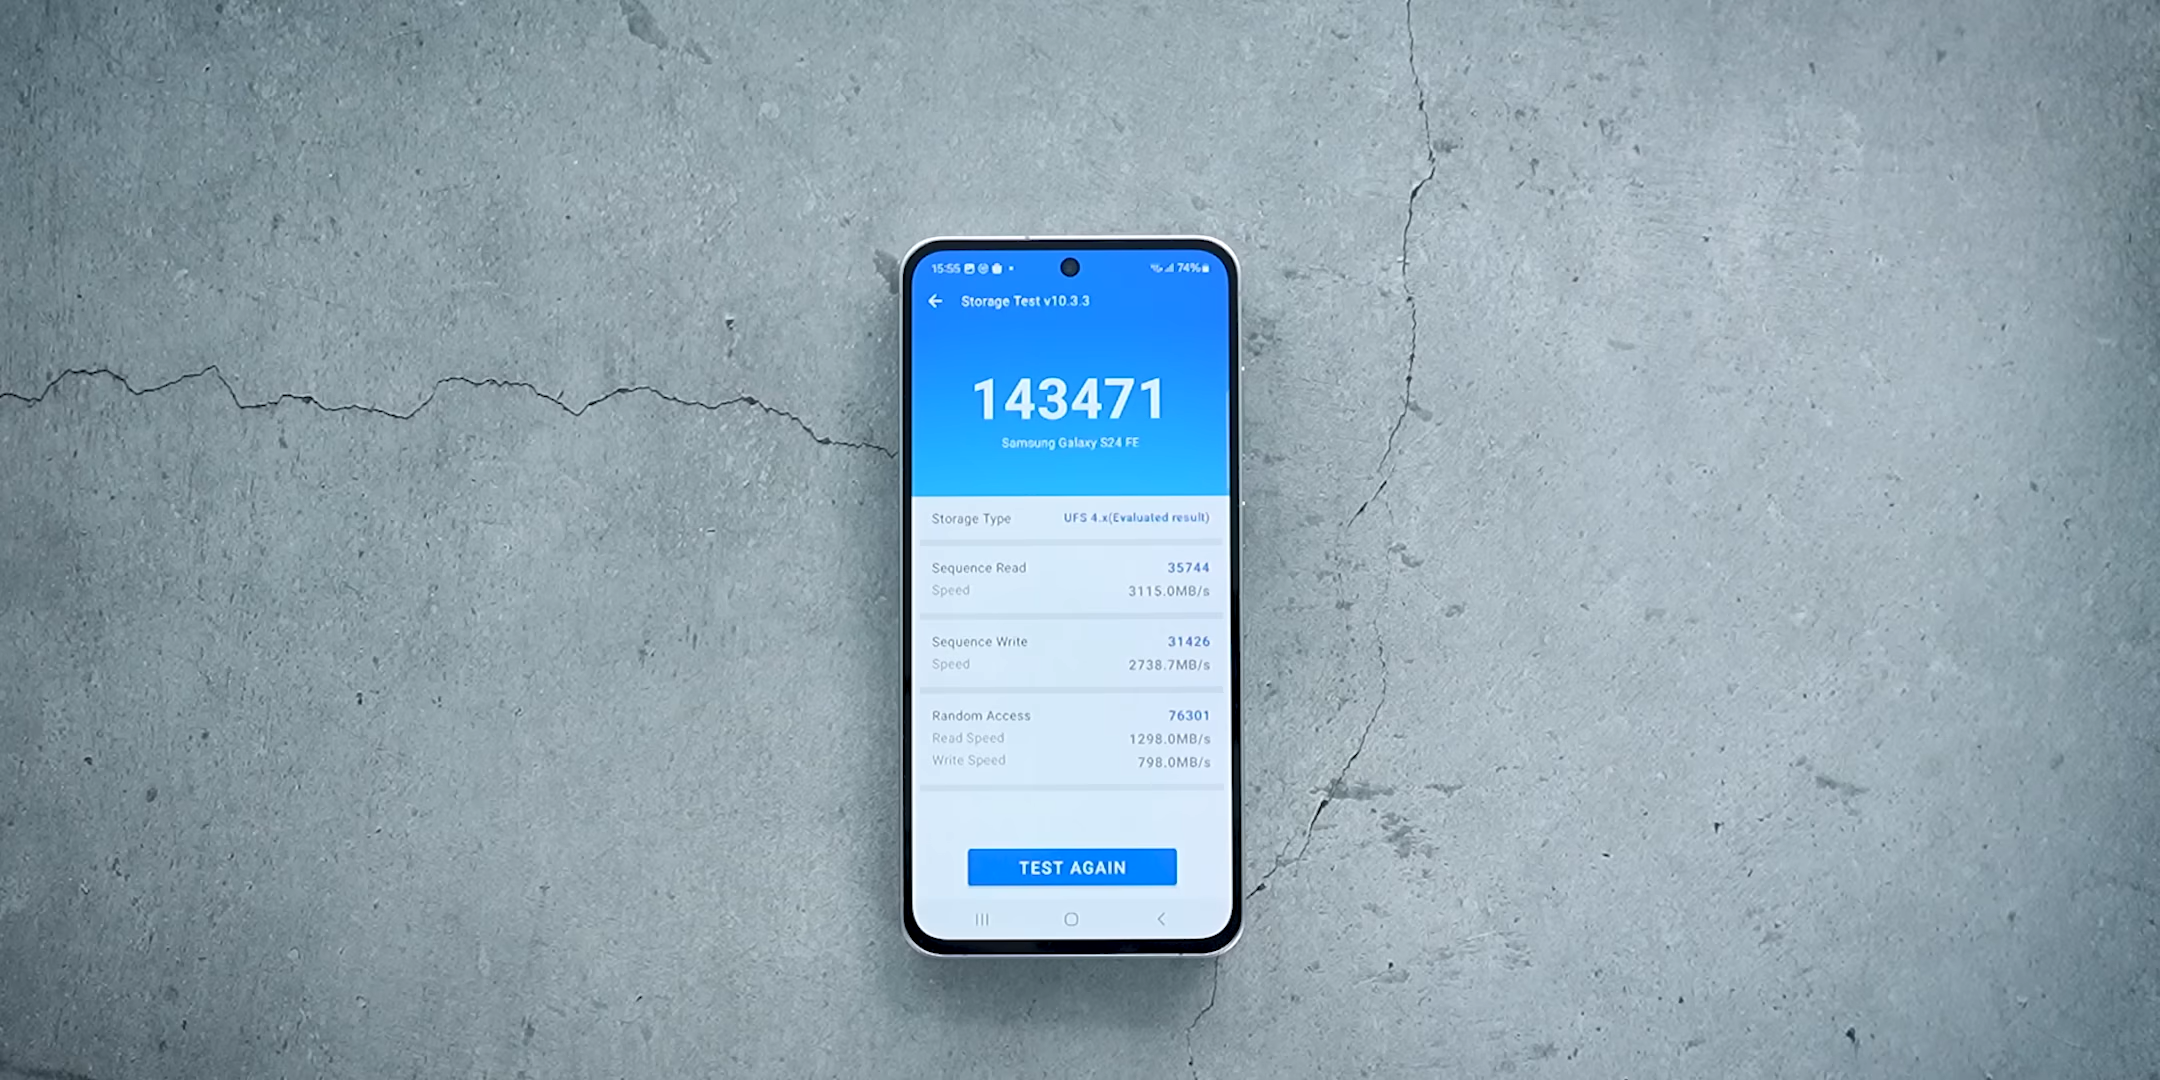 15:55 74%
Storage Test v10.3.3
143471
Samsung Galaxy S24 FE
Storage Type UFS 4.x(Evaluated result)
Sequence Read 35744
Speed 3115.0MB/s
Sequence Write 31426
Speed 2738.7MB/s
Random Access 76301
Read Speed 1298.0MB/s
Write Speed 798.0MB/s
TEST AGAIN